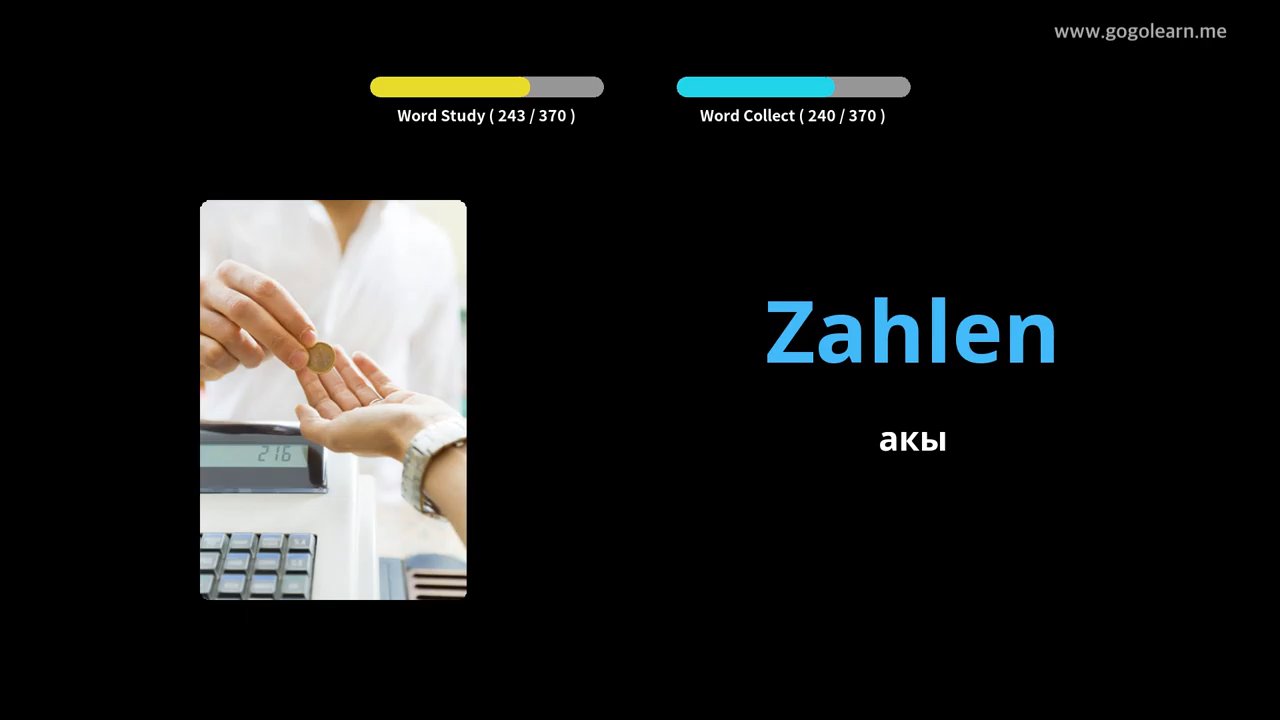 www.gogolearn.me
Word Study ( 243 / 370 )
Word Collect ( 240 / 370 )
Zahlen
акы
216